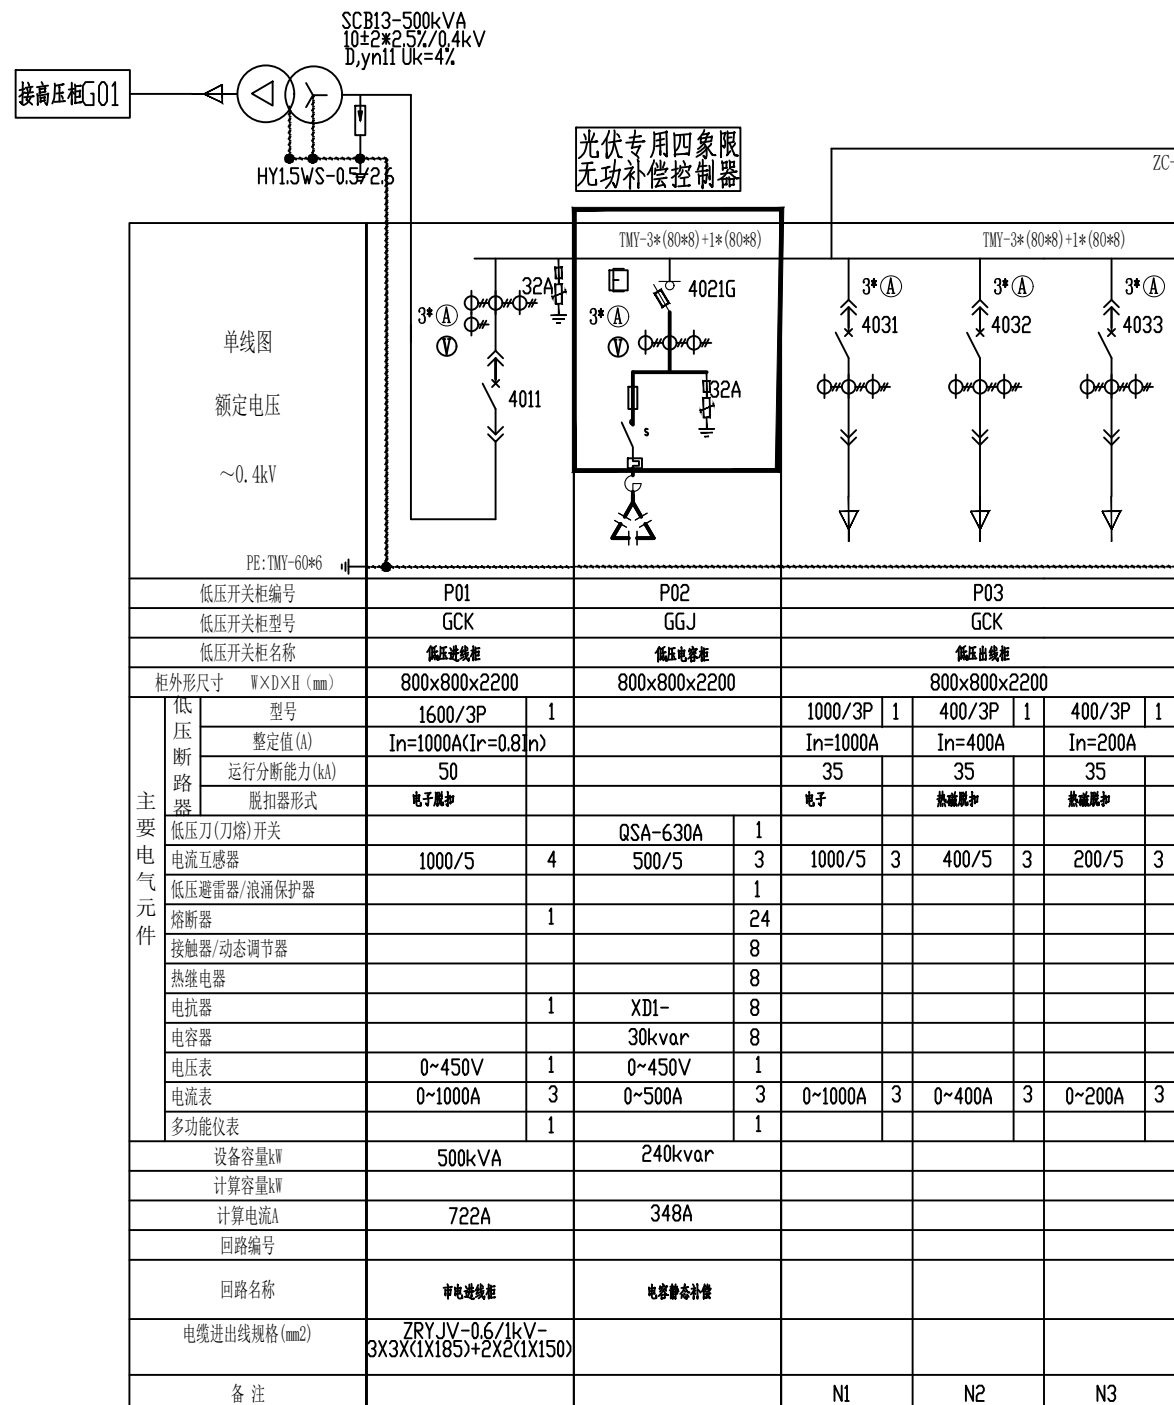 SCB13-500kVA
10±2*2.5%/0.4kV
D,yn11 Uk=4%
接高压柜G01
HY1.5WS-0.5/2.6
光伏专用四象限
无功补偿控制器
ZC-
TMY-3*(80*8)+1*(80*8)
TMY-3*(80*8)+1*(80*8)
32A
3* A
V
4011
F
4021G
3* A
V
32A
s
3* A
4031
3* A
4032
3* A
4033
单线图
额定电压
~0.4kV
PE:TMY-60*6
低压开关柜编号 P01 P02 P03
低压开关柜型号 GCK GGJ GCK
低压开关柜名称 低压进线柜 低压电容柜 低压出线柜
柜外形尺寸 W×D×H (mm) 800x800x2200 800x800x2200 800x800x2200
主要电气元件
低压断路器
型号 1600/3P 1 1000/3P 1 400/3P 1 400/3P 1
整定值(A) In=1000A(Ir=0.8In) In=1000A In=400A In=200A
运行分断能力(kA) 50 35 35 35
脱扣器形式 电子脱扣 电子 热磁脱扣 热磁脱扣
低压刀(刀熔)开关 QSA-630A 1
电流互感器 1000/5 4 500/5 3 1000/5 3 400/5 3 200/5 3
低压避雷器/浪涌保护器 1
熔断器 1 24
接触器/动态调节器 8
热继电器 8
电抗器 1 XD1- 8
电容器 30kvar 8
电压表 0~450V 1 0~450V 1
电流表 0~1000A 3 0~500A 3 0~1000A 3 0~400A 3 0~200A 3
多功能仪表 1 1
设备容量kW 500kVA 240kvar
计算容量kW
计算电流A 722A 348A
回路编号
回路名称 市电进线柜 电容静态补偿
电缆进出线规格(mm2) ZRYJV-0.6/1kV-
3X3X(1X185)+2X2(1X150)
备 注 N1 N2 N3